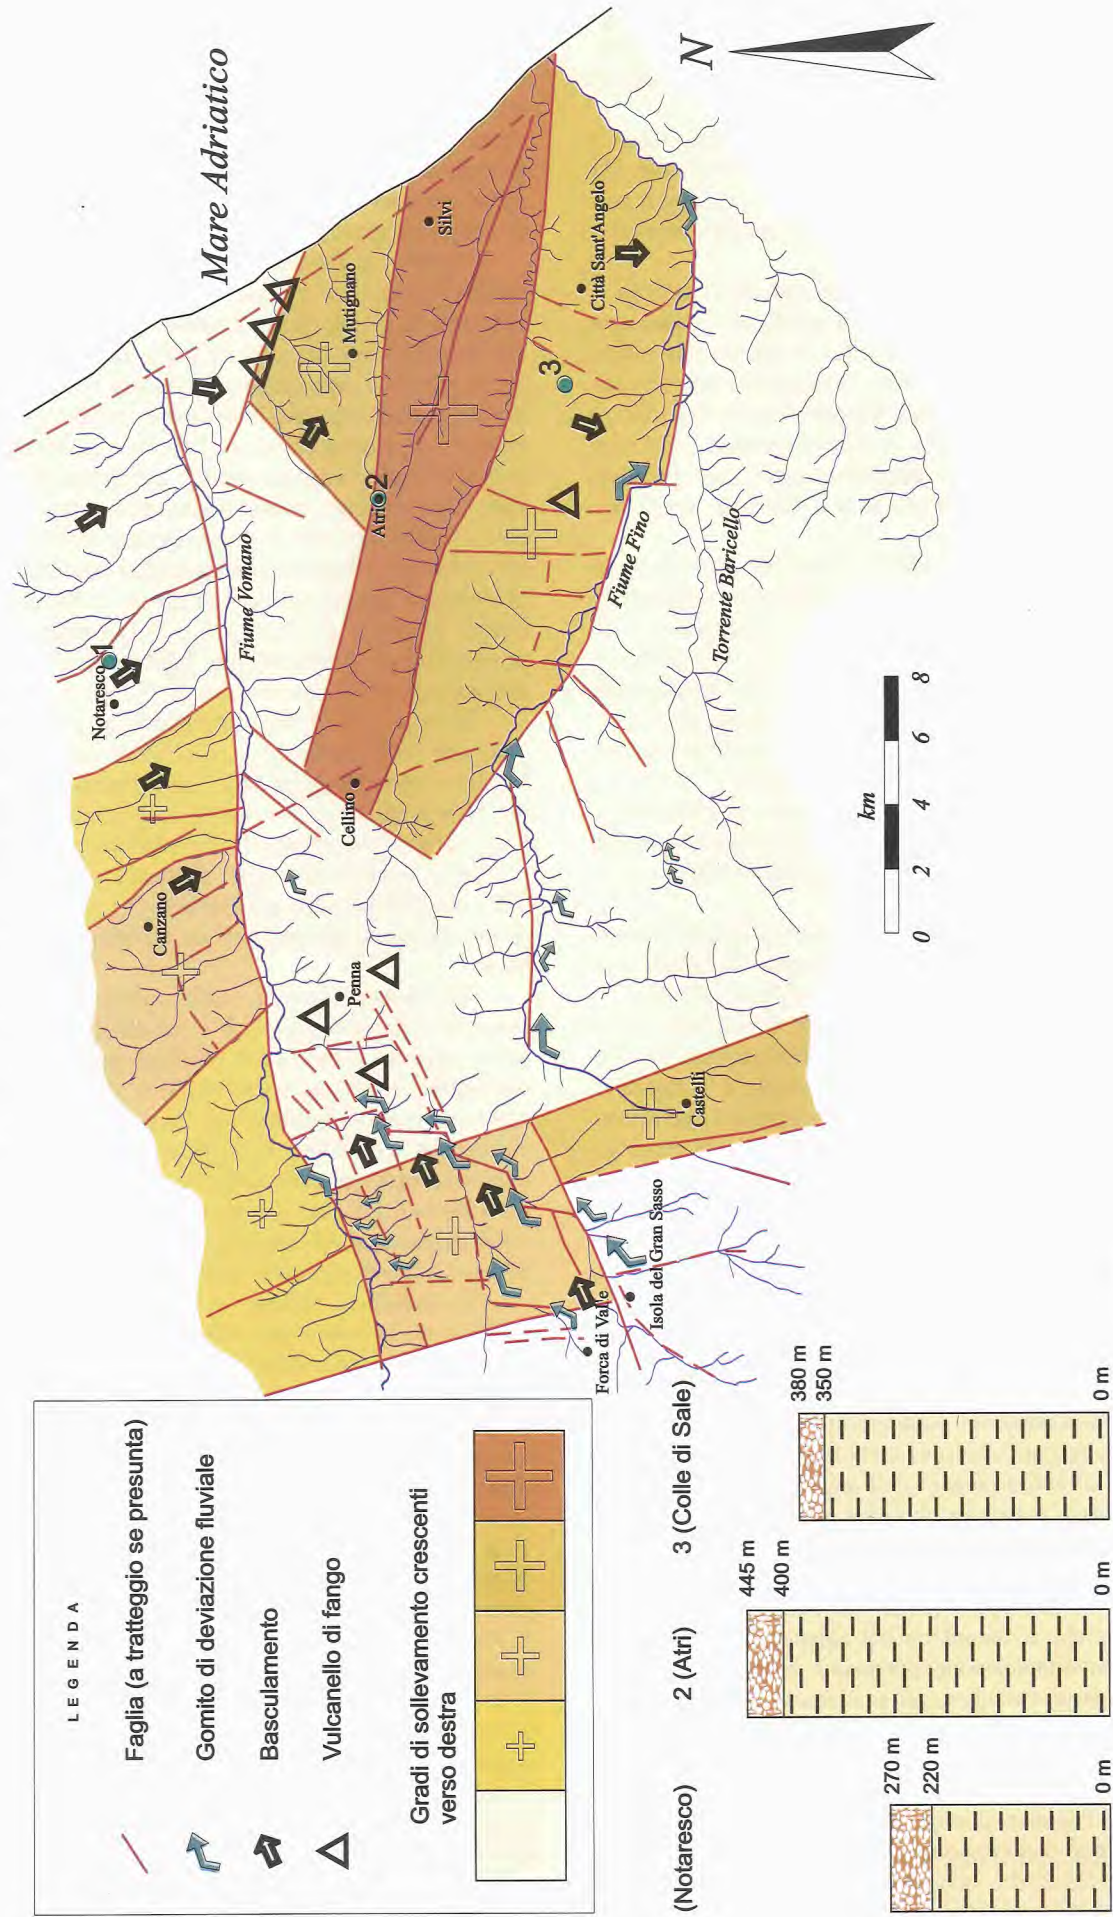 Mare Adriatico
N
Silvi
Mutignano
Città Sant'Angelo
3
Atri
2
Fiume Vomano
Fiume Fino
Torrente Baricello
Notaresco
1
Cellino
Canzano
Penna
Castelli
Isola del Gran Sasso
Forca di Valle
km
0 2 4 6 8
LEGENDA
Faglia (a tratteggio se presunta)
Gomito di deviazione fluviale
Basculamento
Vulcanello di fango
Gradi di sollevamento crescenti
verso destra
(Notaresco)
270 m
220 m
0 m
2 (Atri)
445 m
400 m
0 m
3 (Colle di Sale)
380 m
350 m
0 m